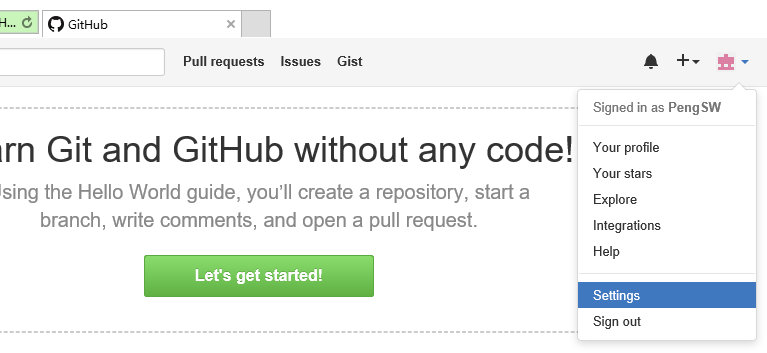 H...
GitHub
Pull requests Issues Gist
Signed in as PengSW
Your profile
Your stars
Explore
Integrations
Help
Settings
Sign out
arn Git and GitHub without any code!
Using the Hello World guide, you'll create a repository, start a
branch, write comments, and open a pull request.
Let's get started!